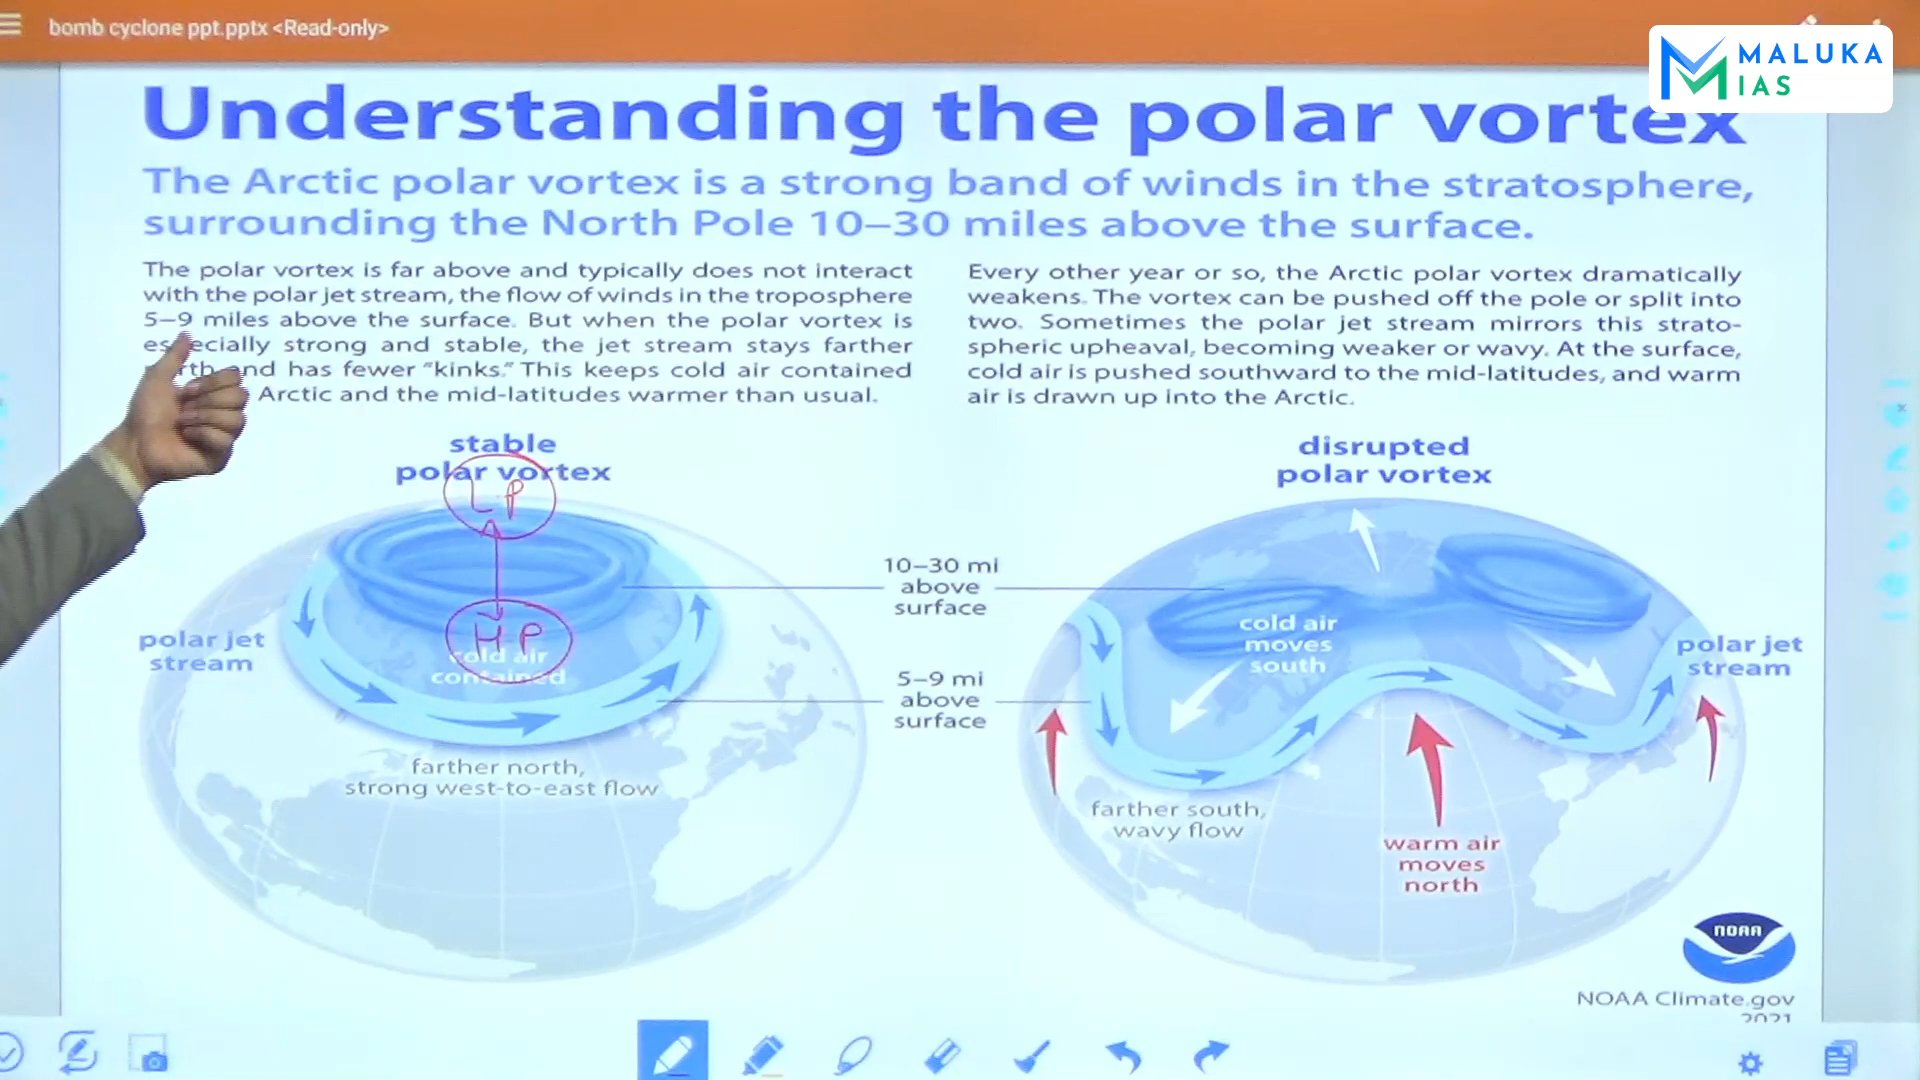 bomb cyclone ppt.pptx <Read-only>
MALUKA
IAS
Understanding the polar vortex
The Arctic polar vortex is a strong band of winds in the stratosphere,
surrounding the North Pole 10–30 miles above the surface.
The polar vortex is far above and typically does not interact
with the polar jet stream, the flow of winds in the troposphere
5–9 miles above the surface. But when the polar vortex is
especially strong and stable, the jet stream stays farther
and has fewer “kinks.” This keeps cold air contained
Arctic and the mid-latitudes warmer than usual.
Every other year or so, the Arctic polar vortex dramatically
weakens. The vortex can be pushed off the pole or split into
two. Sometimes the polar jet stream mirrors this strato-
spheric upheaval, becoming weaker or wavy. At the surface,
cold air is pushed southward to the mid-latitudes, and warm
air is drawn up into the Arctic.
stable
polar vortex
LP
HP
cold air
contained
polar jet
stream
farther north,
strong west-to-east flow
10–30 mi
above
surface
5–9 mi
above
surface
disrupted
polar vortex
cold air
moves
south
polar jet
stream
farther south,
wavy flow
warm air
moves
north
NOAA
NOAA Climate.gov
2021